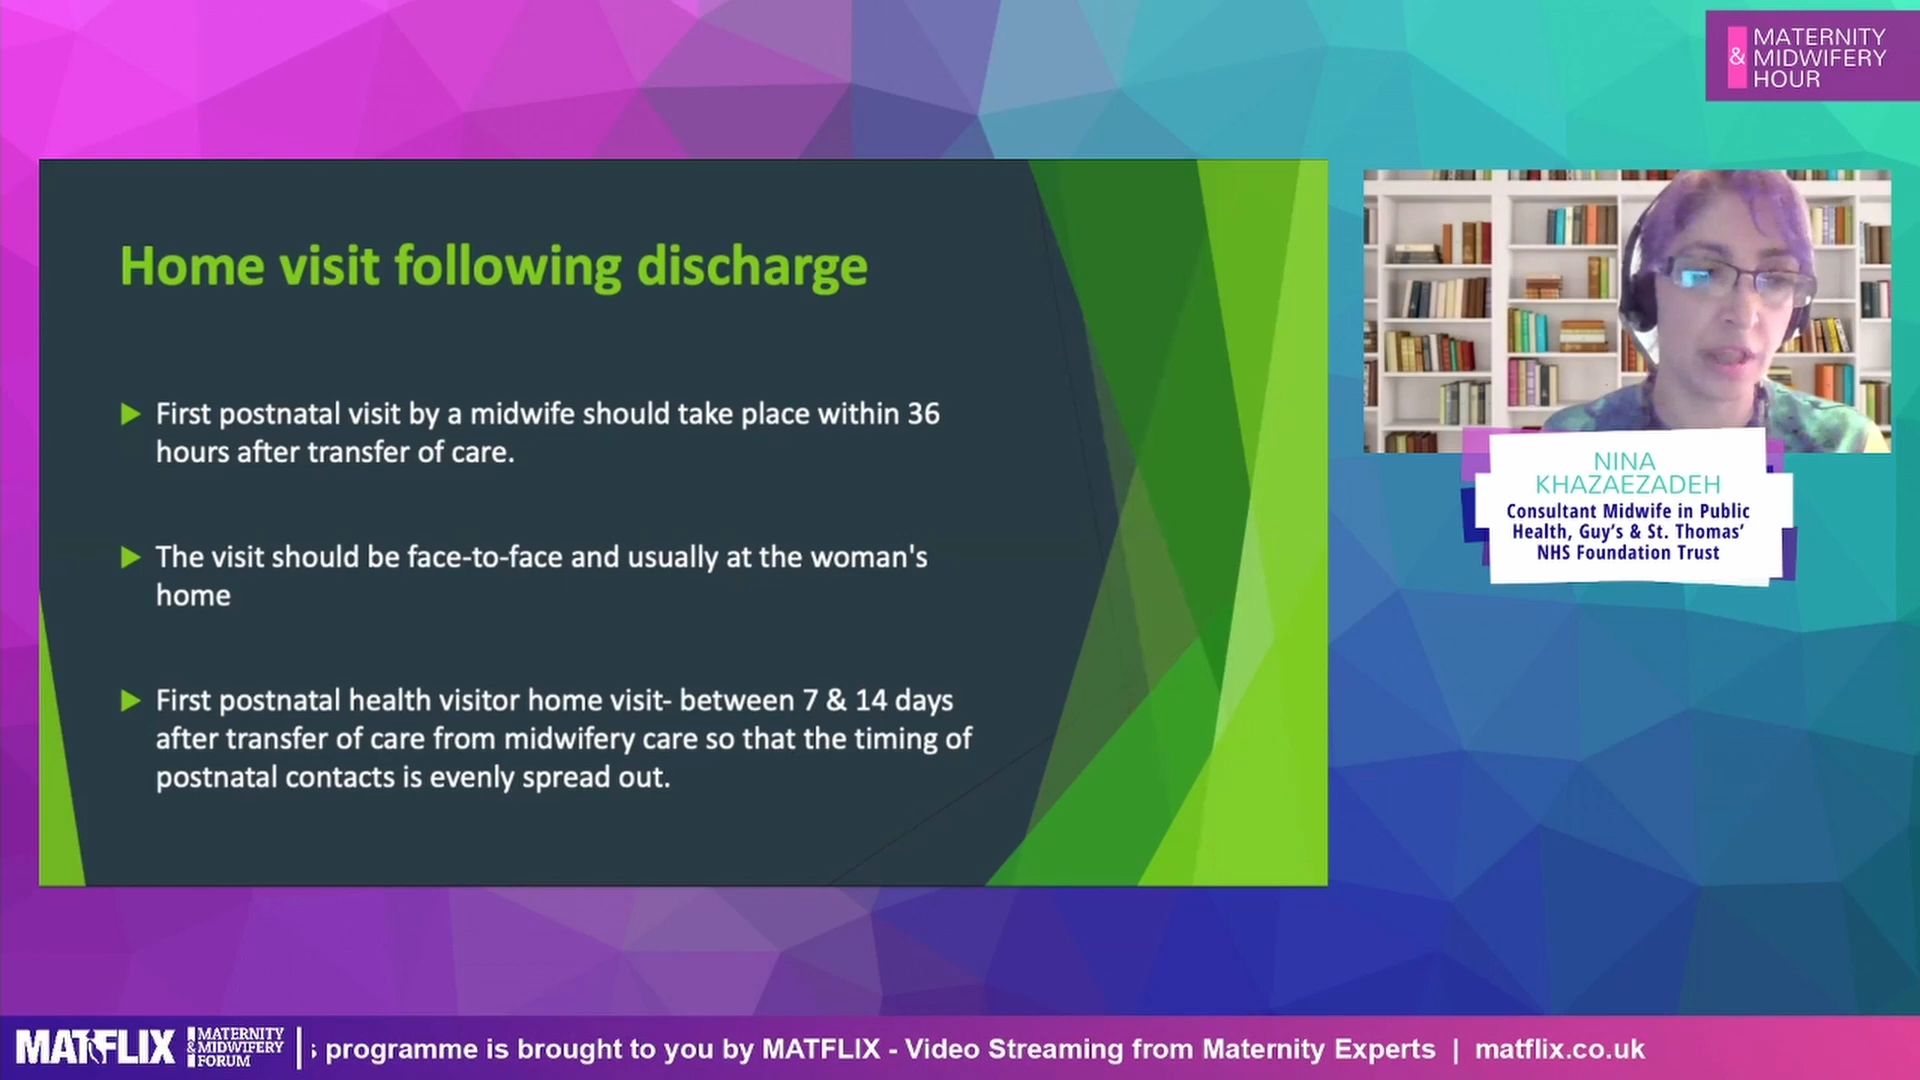 & MATERNITY
MIDWIFERY
HOUR
Home visit following discharge
First postnatal visit by a midwife should take place within 36
hours after transfer of care.
The visit should be face-to-face and usually at the woman's
home
First postnatal health visitor home visit- between 7 & 14 days
after transfer of care from midwifery care so that the timing of
postnatal contacts is evenly spread out.
NINA
KHAZAEZADEH
Consultant Midwife in Public
Health, Guy's & St. Thomas'
NHS Foundation Trust
MATFLIX
MATERNITY
& MIDWIFERY
FORUM
s programme is brought to you by MATFLIX - Video Streaming from Maternity Experts | matflix.co.uk